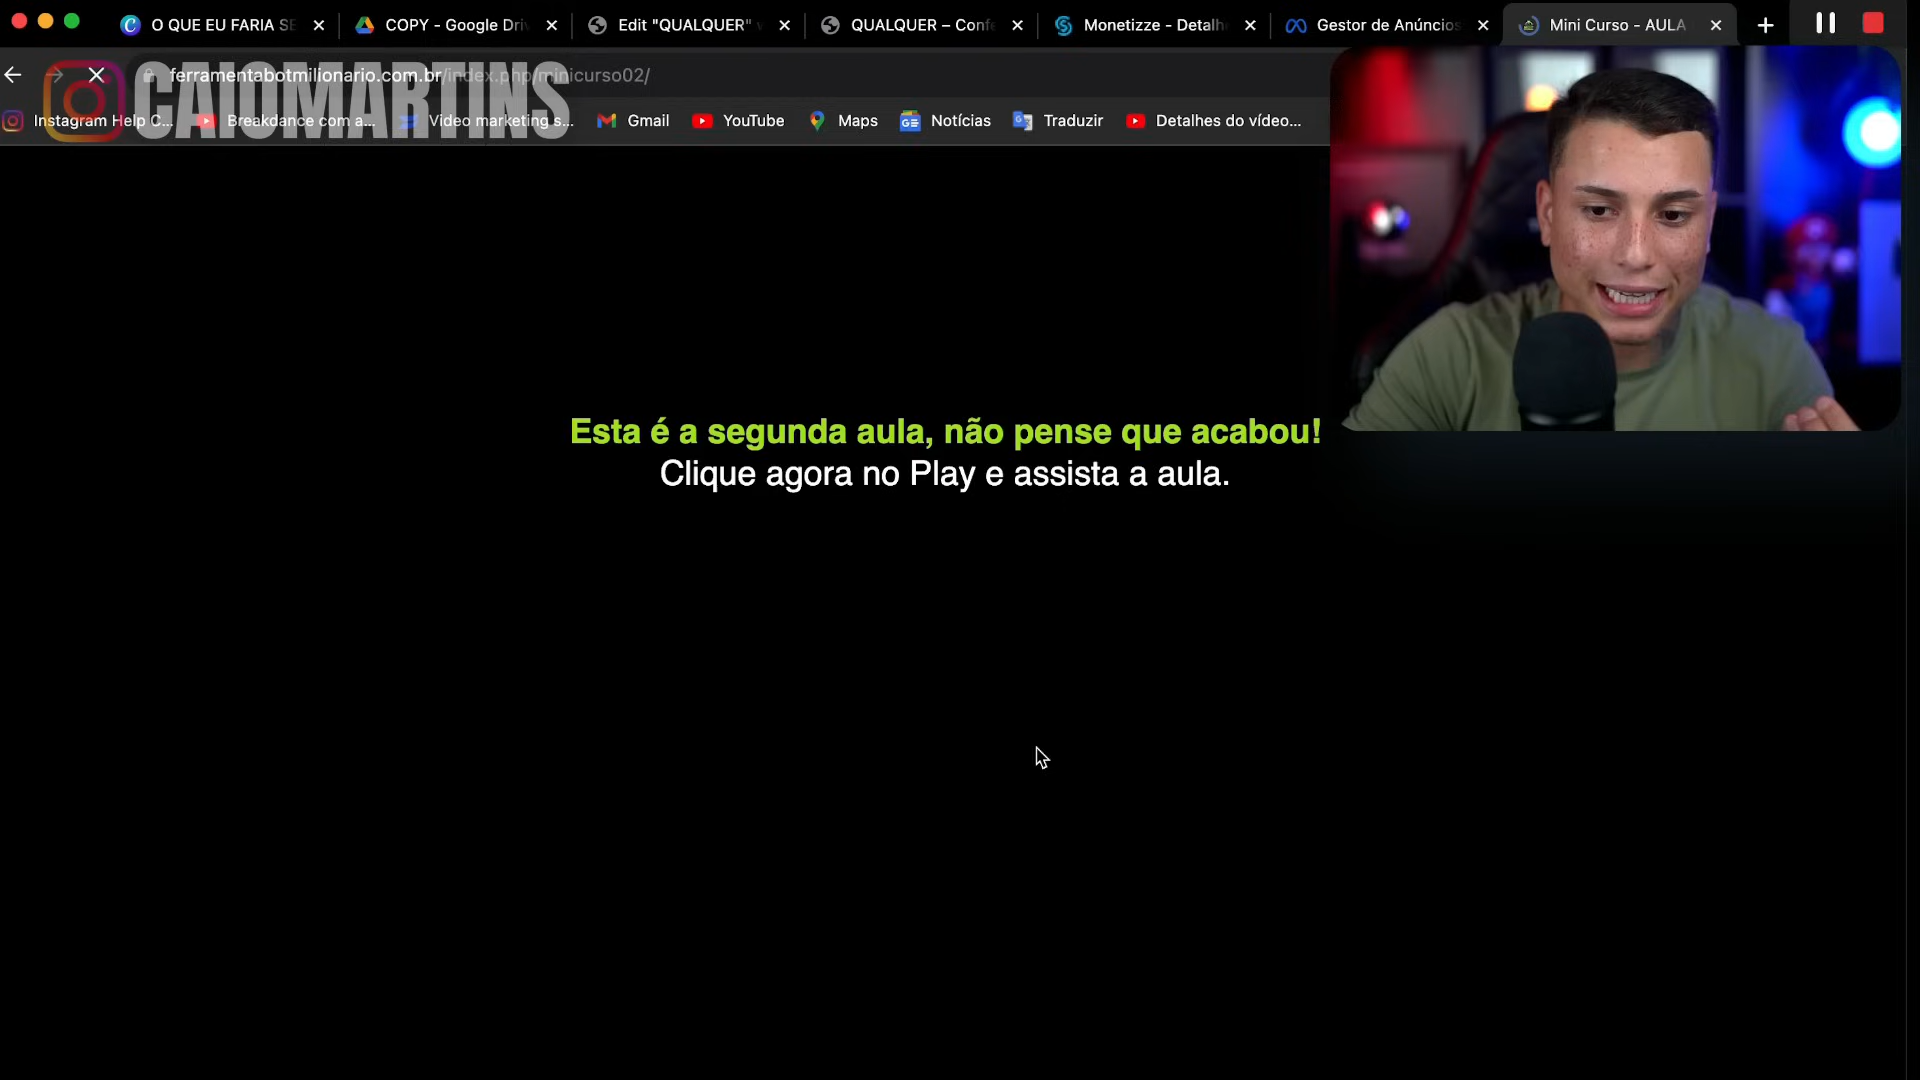 O QUE EU FARIA SE
COPY - Google Dri
Edit "QUALQUER"
QUALQUER – Conf
Monetizze - Detalh
Gestor de Anúncios
Mini Curso - AULA
ferramentabotmilionario.com.br/index.php/minicurso02/
CAIOMARTINS
Instagram Help C...
Breakdance com a...
Video marketing s...
Gmail
YouTube
Maps
Notícias
Traduzir
Detalhes do vídeo...
Esta é a segunda aula, não pense que acabou!
Clique agora no Play e assista a aula.